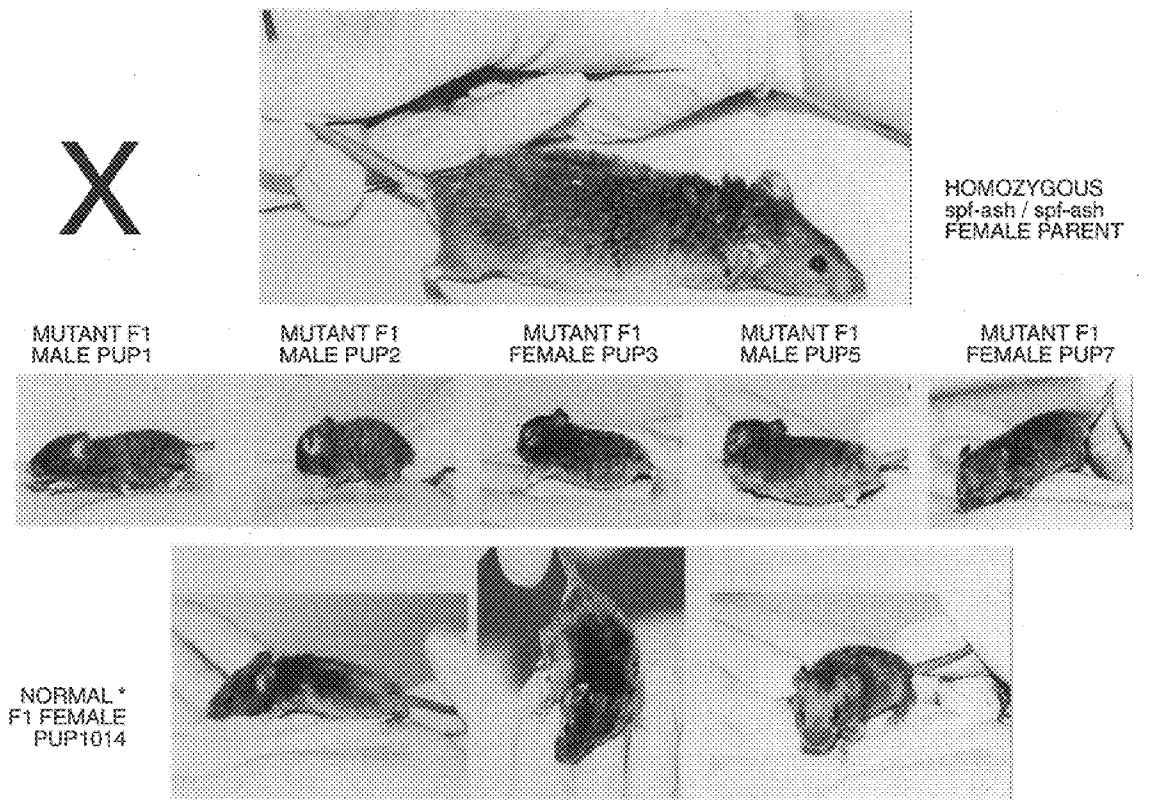 X
HOMOZYGOUS
spf-ash / spf-ash
FEMALE PARENT
MUTANT F1
MALE PUP1
MUTANT F1
MALE PUP2
MUTANT F1
FEMALE PUP3
MUTANT F1
MALE PUP5
MUTANT F1
FEMALE PUP7
NORMAL *
F1 FEMALE
PUP1014